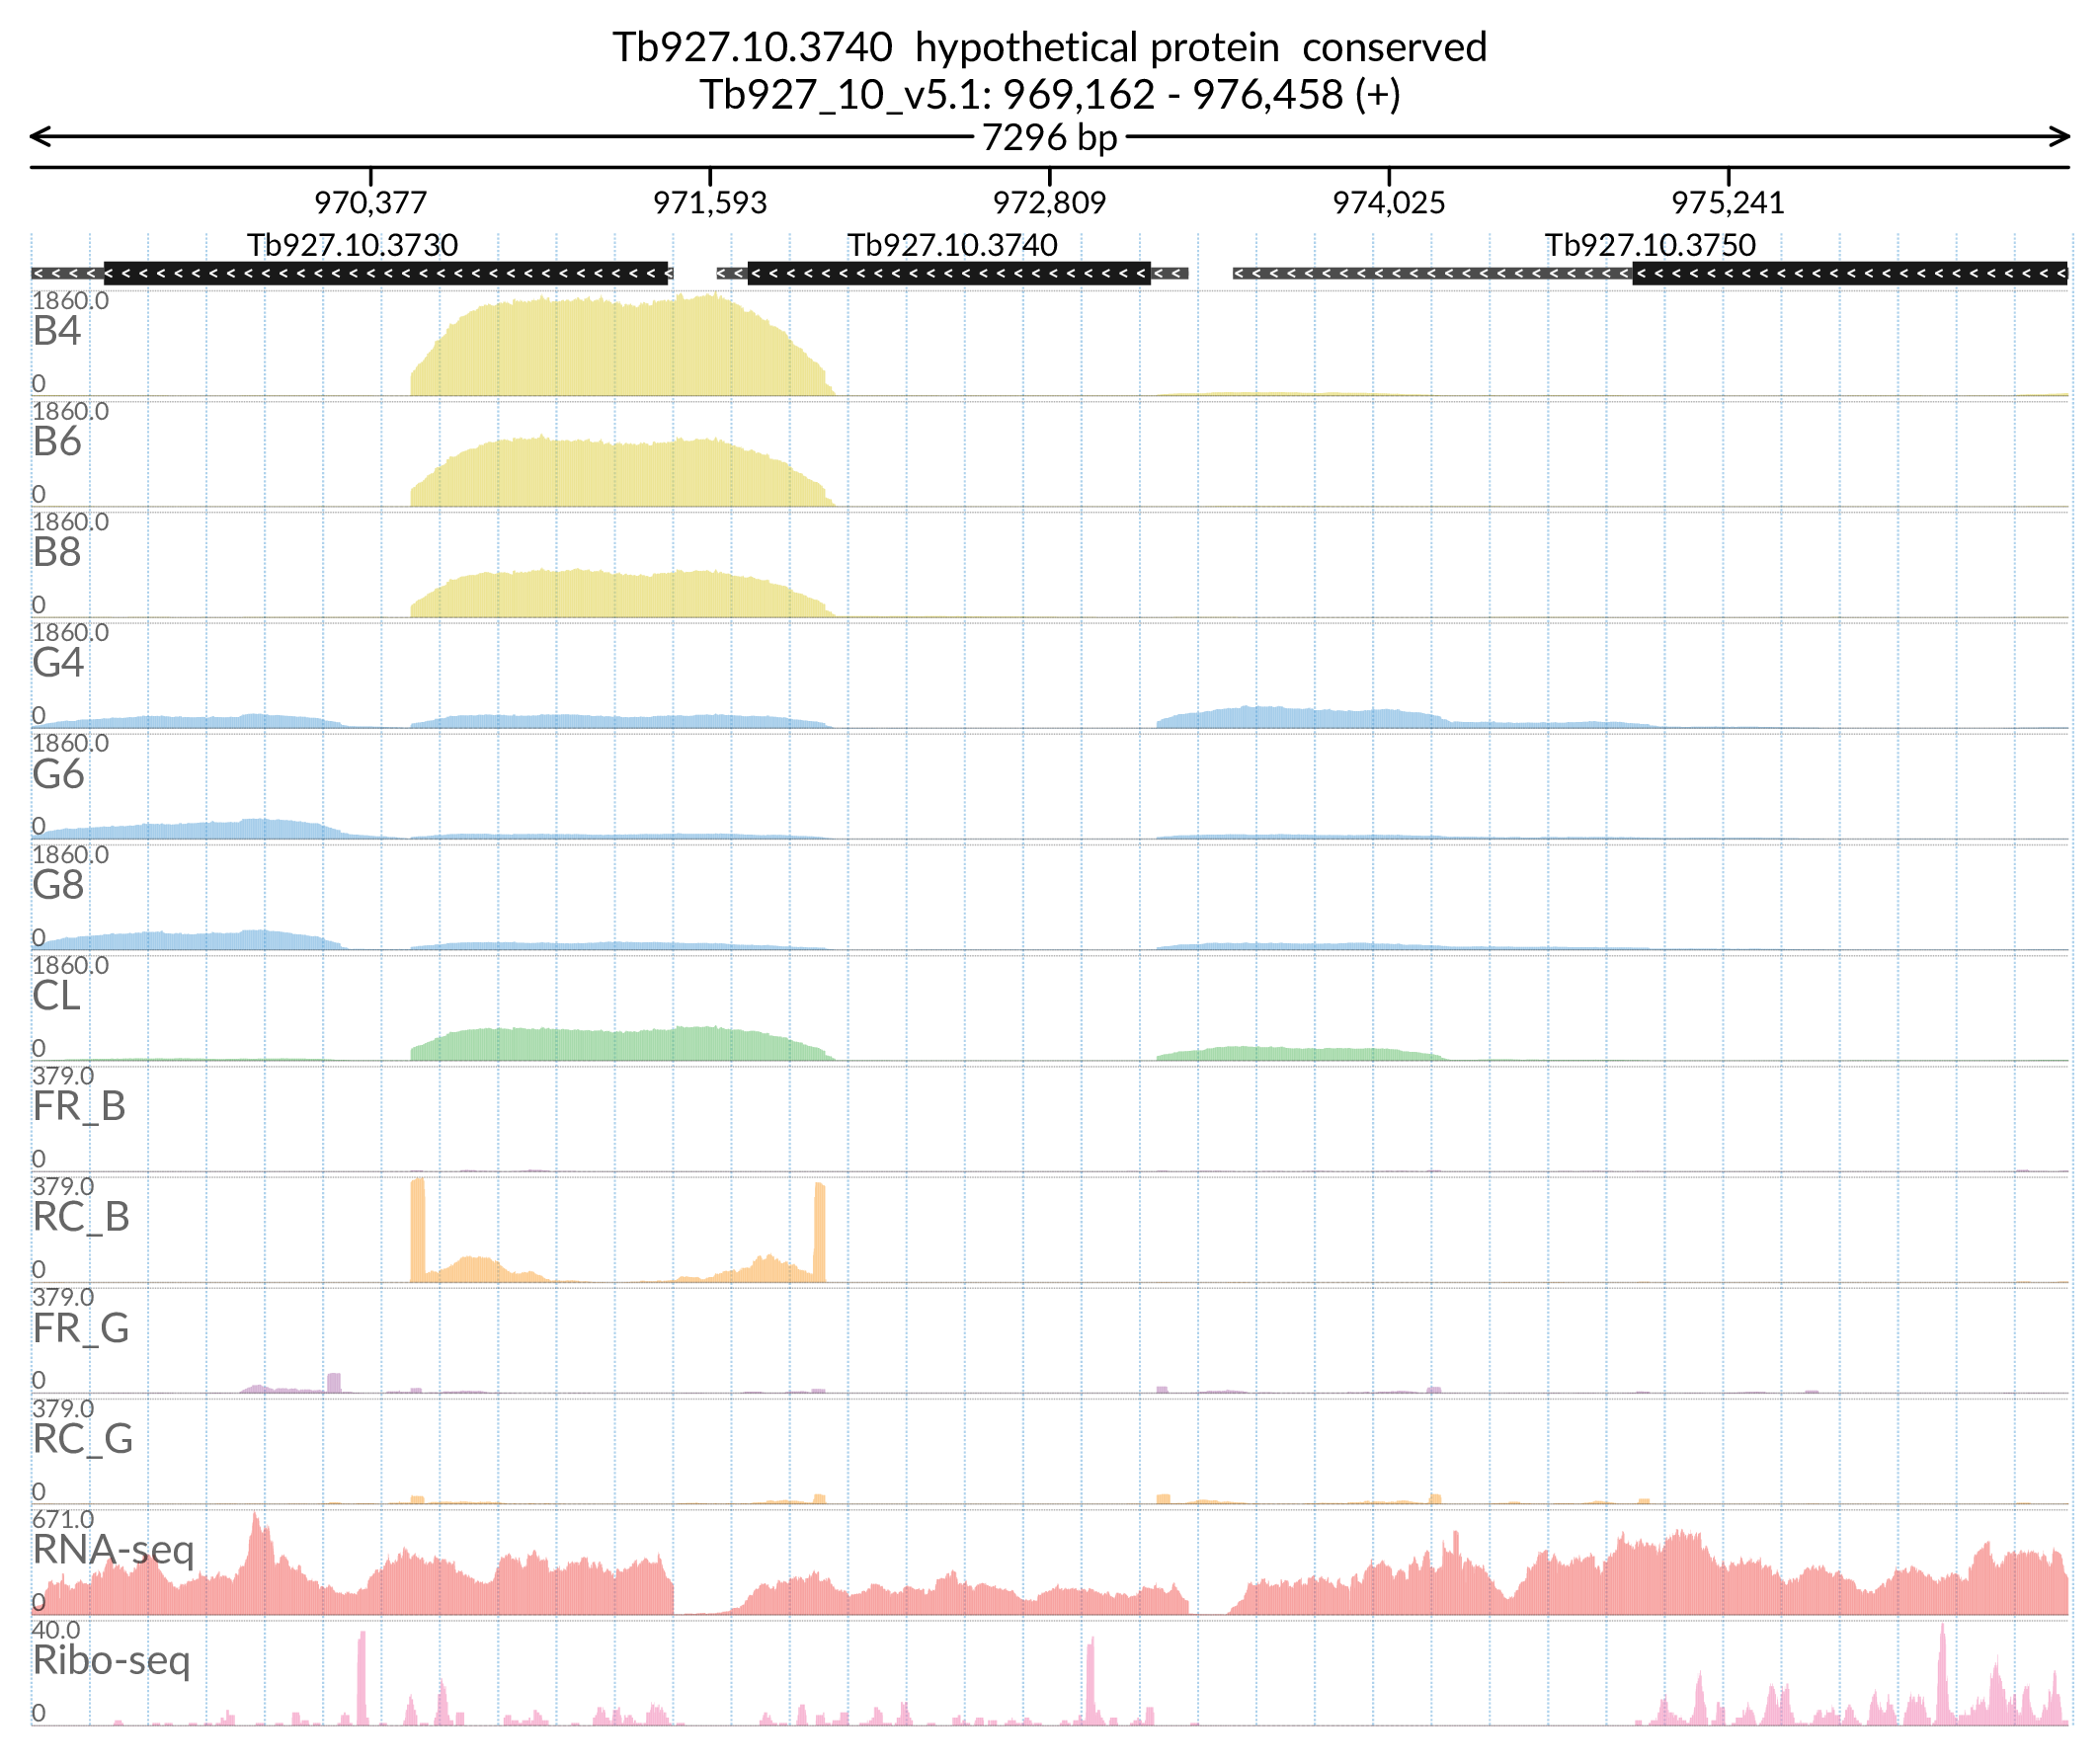 Tb927.10.3740 hypothetical protein conserved
Tb927_10_v5.1: 969,162 - 976,458 (+)
7296 bp
970,377 971,593 972,809 974,025 975,241
Tb927.10.3730 Tb927.10.3740 Tb927.10.3750
1860.0
B4
0
1860.0
B6
0
1860.0
B8
0
1860.0
G4
0
1860.0
G6
0
1860.0
G8
0
1860.0
CL
0
379.0
FR_B
0
379.0
RC_B
0
379.0
FR_G
0
379.0
RC_G
0
671.0
RNA-seq
0
40.0
Ribo-seq
0